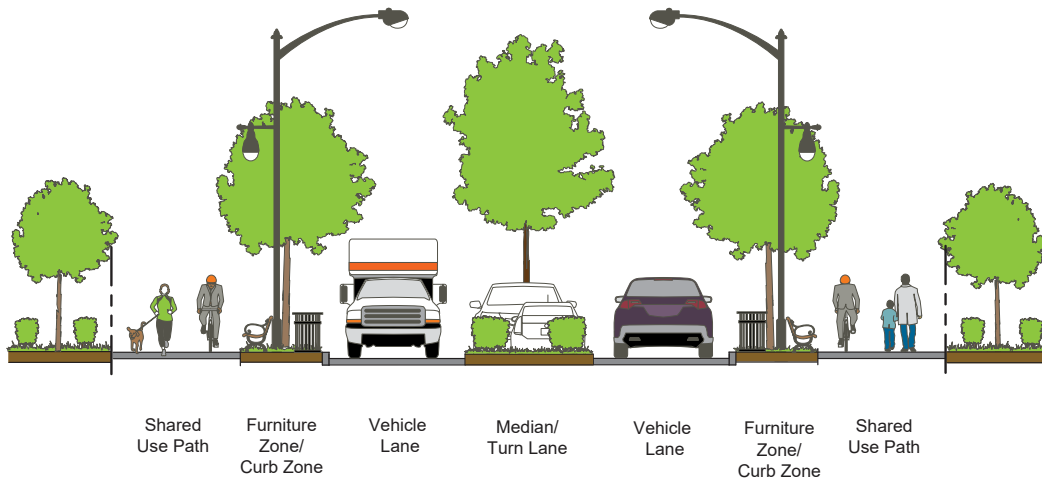 Shared
Use Path
Furniture
Zone/
Curb Zone
Vehicle
Lane
Median/
Turn Lane
Vehicle
Lane
Furniture
Zone/
Curb Zone
Shared
Use Path